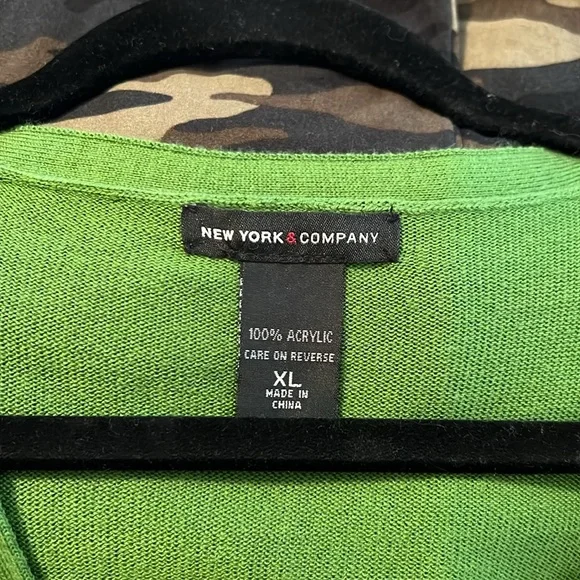 NEW YORK & COMPANY
100% ACRYLIC
CARE ON REVERSE
XL
MADE IN
CHINA